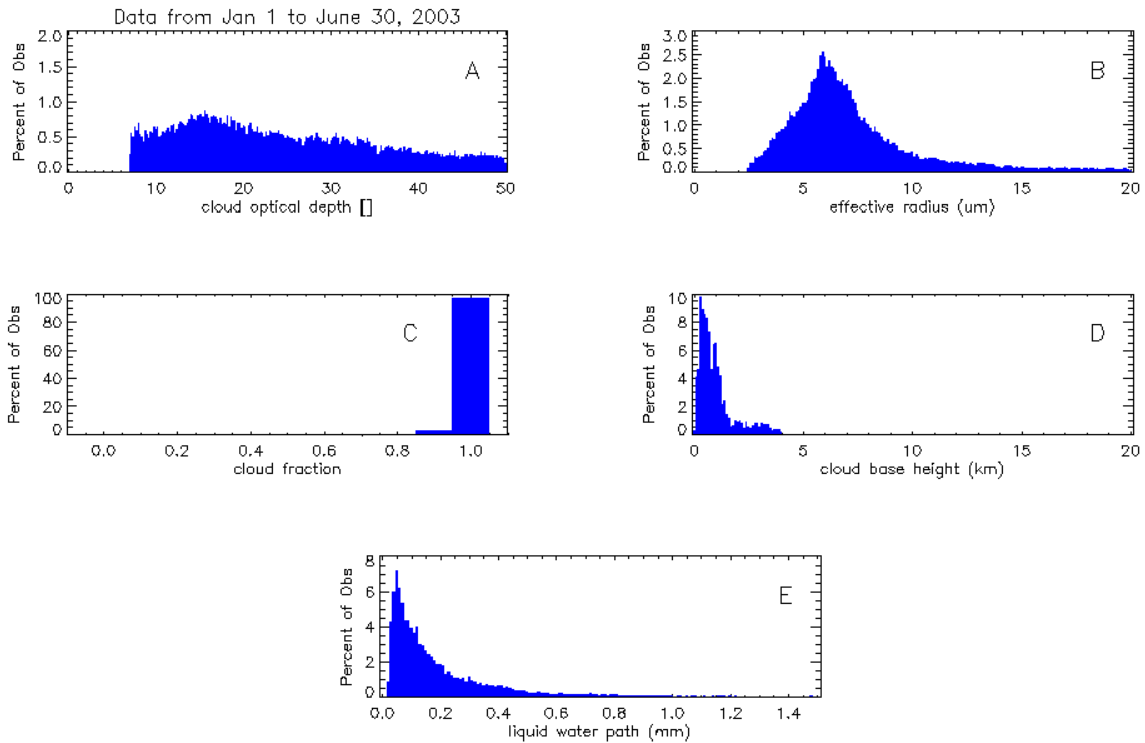 Data from Jan 1 to June 30, 2003
Percent of Obs
2.0
1.5
1.0
0.5
0.0
A
0 10 20 30 40 50
cloud optical depth []
Percent of Obs
3.0
2.5
2.0
1.5
1.0
0.5
0.0
B
0 5 10 15 20
effective radius (um)
Percent of Obs
100
80
60
40
20
0
C
0.0 0.2 0.4 0.6 0.8 1.0
cloud fraction
Percent of Obs
10
8
6
4
2
0
D
0 5 10 15 20
cloud base height (km)
Percent of Obs
8
6
4
2
0
E
0.0 0.2 0.4 0.6 0.8 1.0 1.2 1.4
liquid water path (mm)